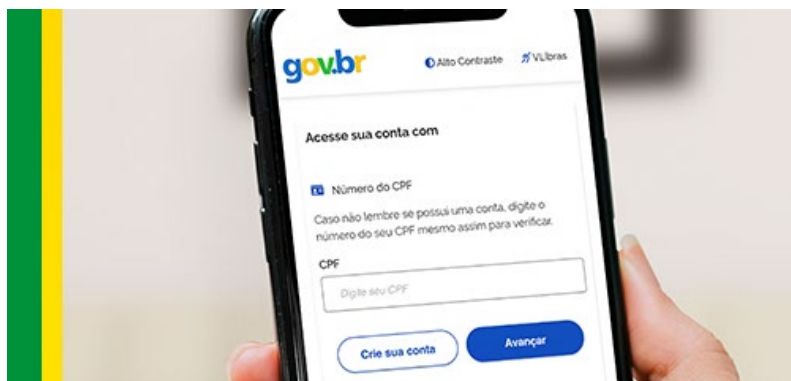 gov.br
Alto Contraste
VLibras
Acesse sua conta com
Número do CPF
Caso não lembre se possui uma conta, digite o
número do seu CPF mesmo assim para verificar.
CPF
Digite seu CPF
Crie sua conta
Avançar